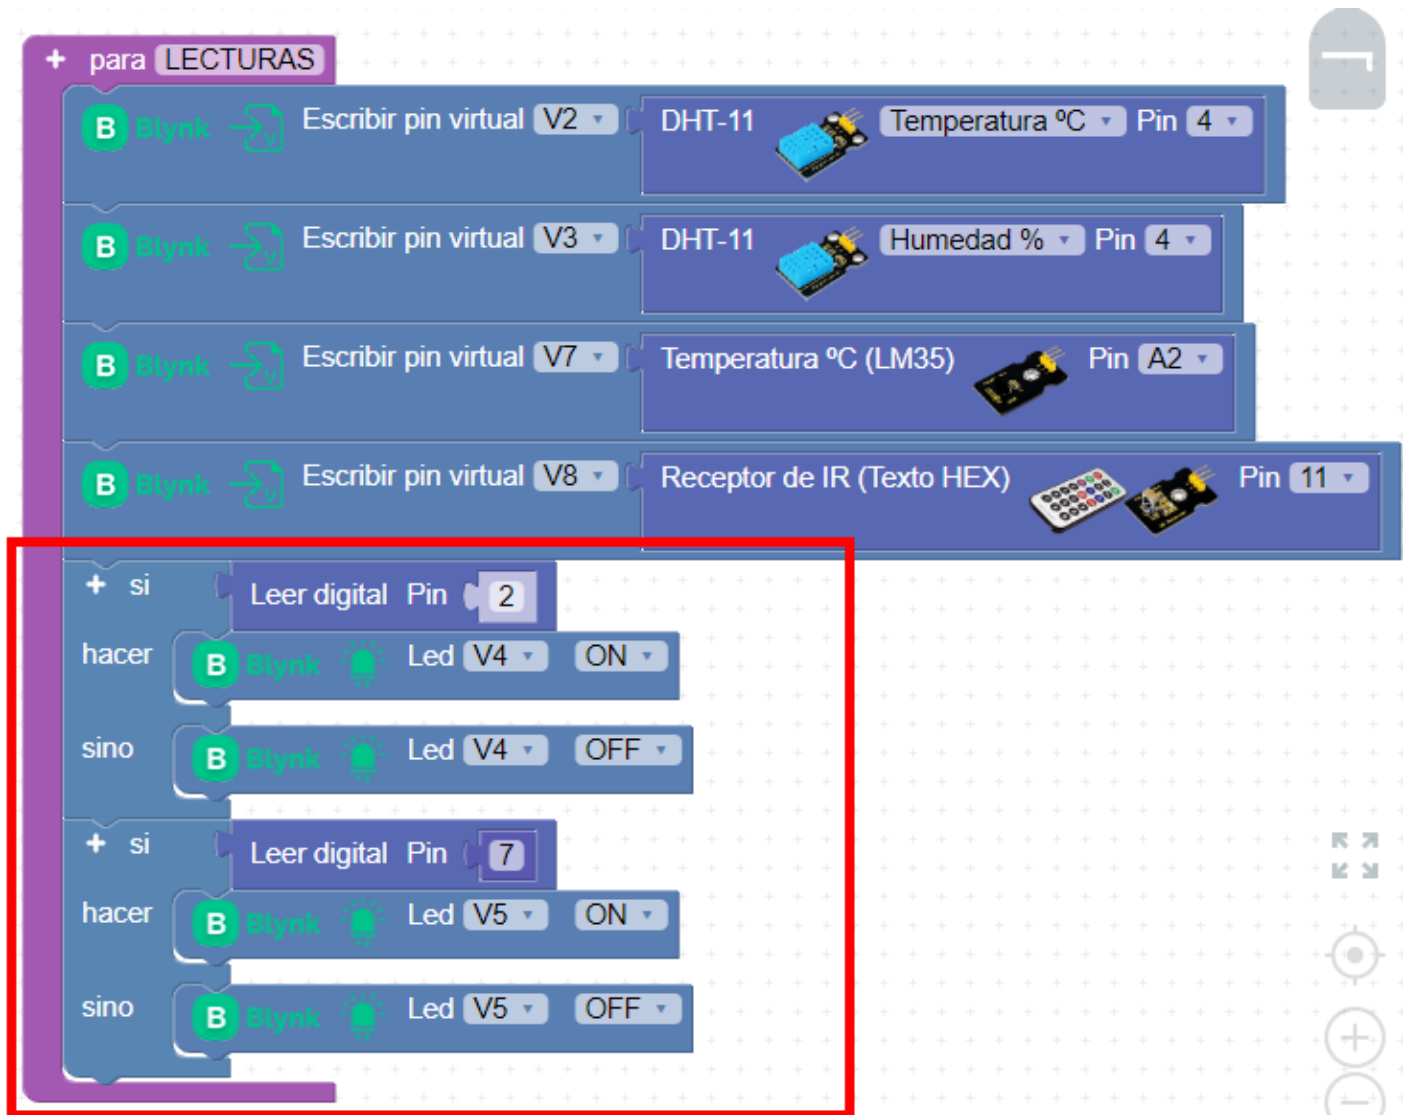 + para LECTURAS
B Blynk Escribir pin virtual V2 DHT-11 Temperatura ºC Pin 4
B Blynk Escribir pin virtual V3 DHT-11 Humedad % Pin 4
B Blynk Escribir pin virtual V7 Temperatura ºC (LM35) Pin A2
B Blynk Escribir pin virtual V8 Receptor de IR (Texto HEX) Pin 11
+ si Leer digital Pin 2
hacer B Blynk Led V4 ON
sino B Blynk Led V4 OFF
+ si Leer digital Pin 7
hacer B Blynk Led V5 ON
sino B Blynk Led V5 OFF